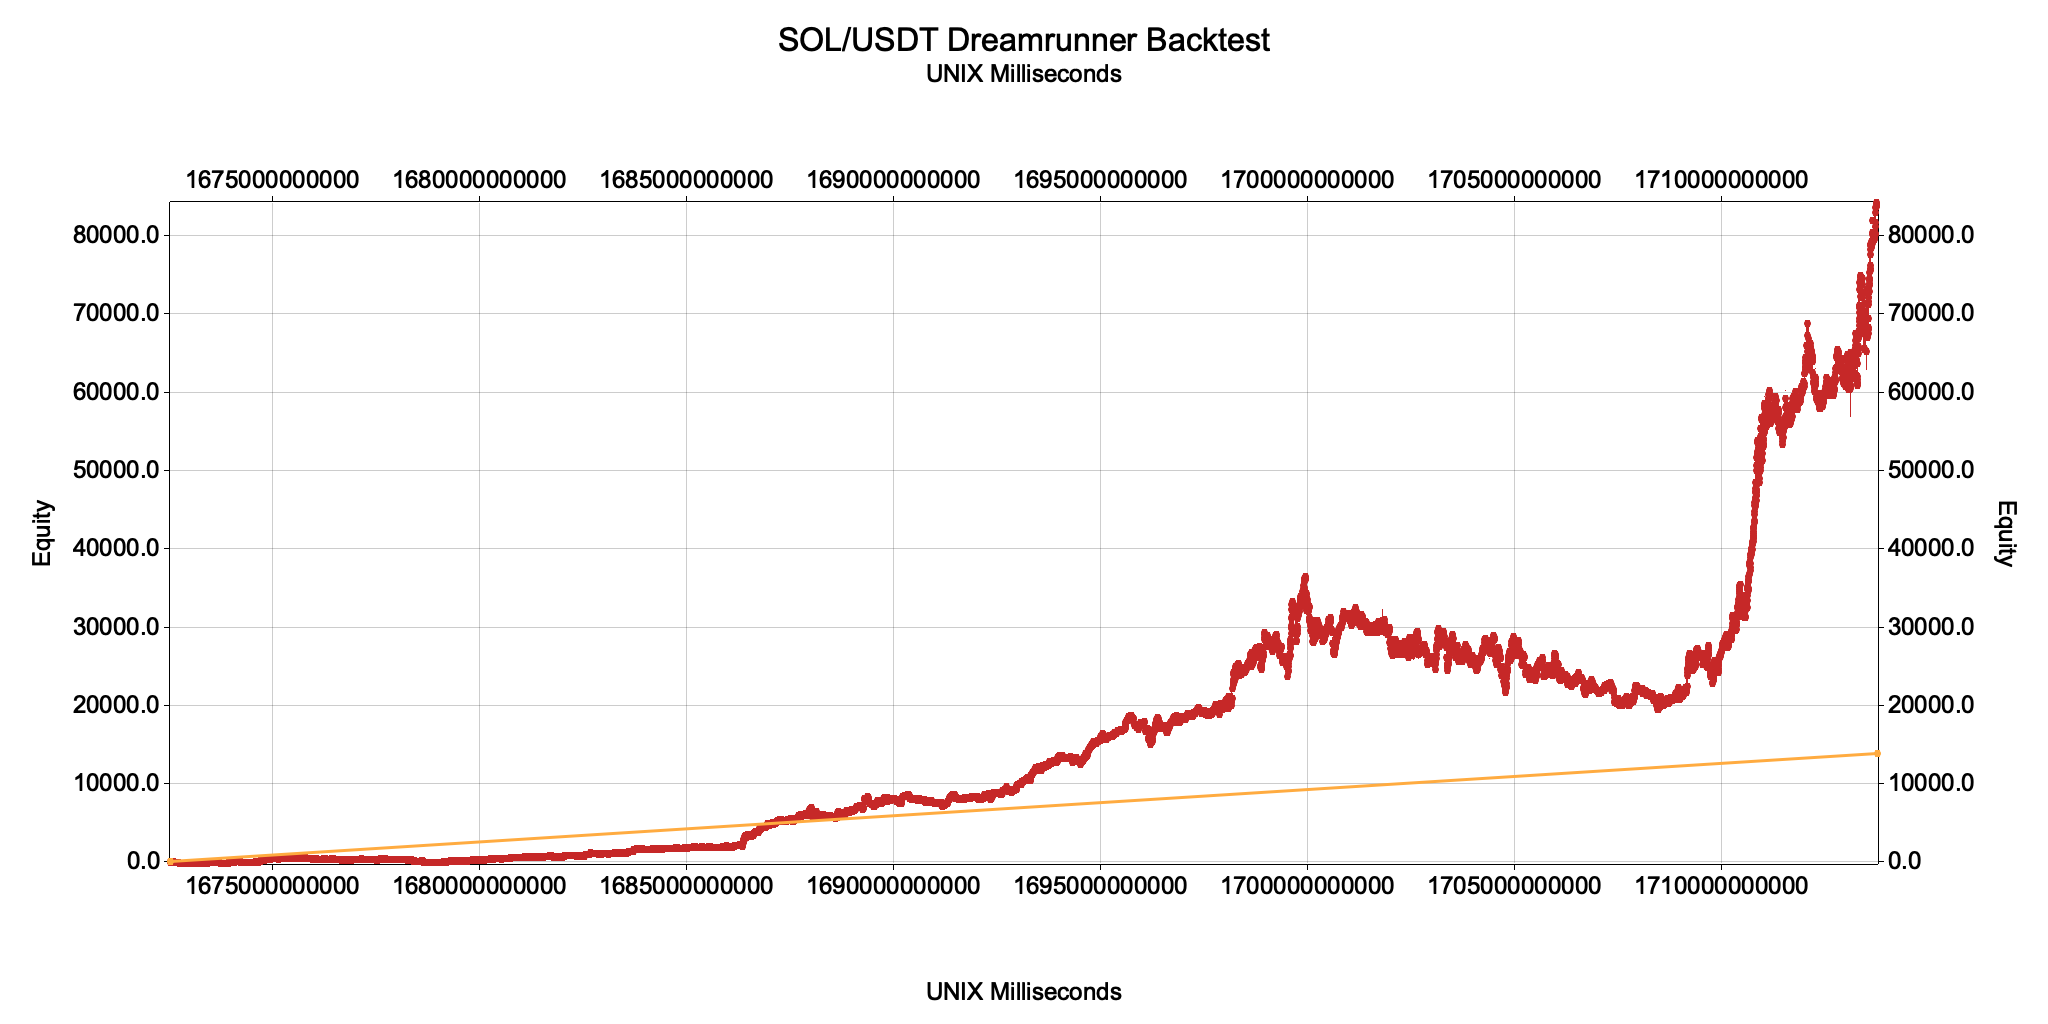 SOL/USDT Dreamrunner Backtest
UNIX Milliseconds
1675000000000 1680000000000 1685000000000 1690000000000 1695000000000 1700000000000 1705000000000 1710000000000
80000.0 80000.0
70000.0 70000.0
60000.0 60000.0
50000.0 50000.0
Equity Equity
40000.0 40000.0
30000.0 30000.0
20000.0 20000.0
10000.0 10000.0
0.0 0.0
1675000000000 1680000000000 1685000000000 1690000000000 1695000000000 1700000000000 1705000000000 1710000000000
UNIX Milliseconds